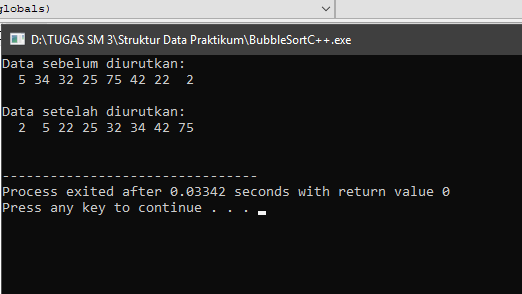 globals)
D:\TUGAS SM 3\Struktur Data Praktikum\BubbleSortC++.exe
Data sebelum diurutkan:
  5 34 32 25 75 42 22  2
Data setelah diurutkan:
  2  5 22 25 32 34 42 75
--------------------------------
Process exited after 0.03342 seconds with return value 0
Press any key to continue . . .